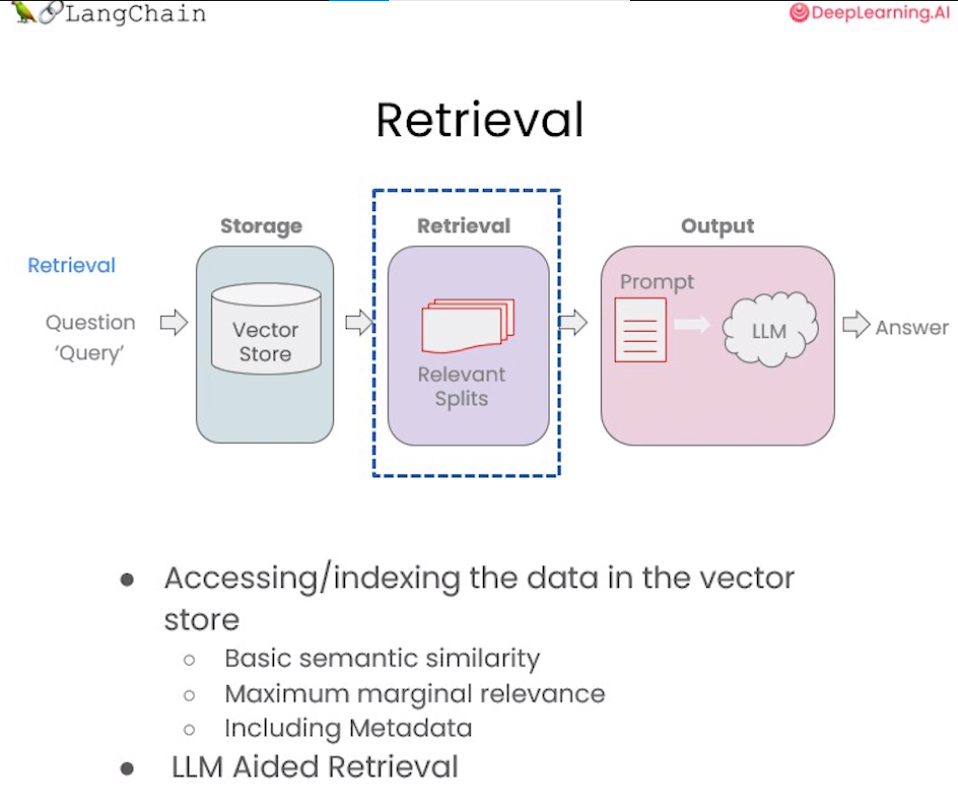 LangChain
DeepLearning.AI
Retrieval
Storage
Retrieval
Output
Retrieval
Question
‘Query’
Vector
Store
Relevant
Splits
Prompt
LLM
Answer
● Accessing/indexing the data in the vector
store
○ Basic semantic similarity
○ Maximum marginal relevance
○ Including Metadata
● LLM Aided Retrieval